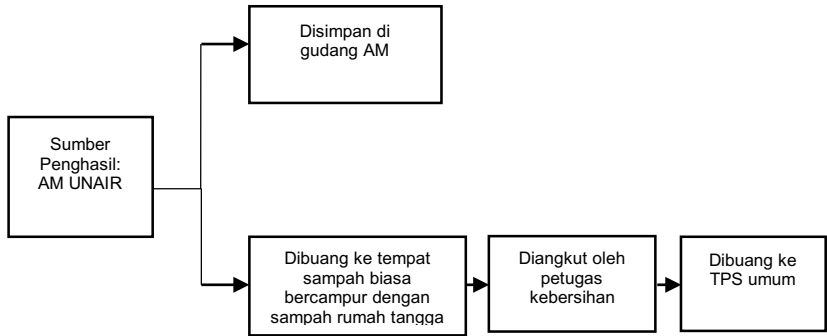 Disimpan di
gudang AM
Sumber
Penghasil:
AM UNAIR
Dibuang ke tempat
sampah biasa
bercampur dengan
sampah rumah tangga
Diangkut oleh
petugas
kebersihan
Dibuang ke
TPS umum